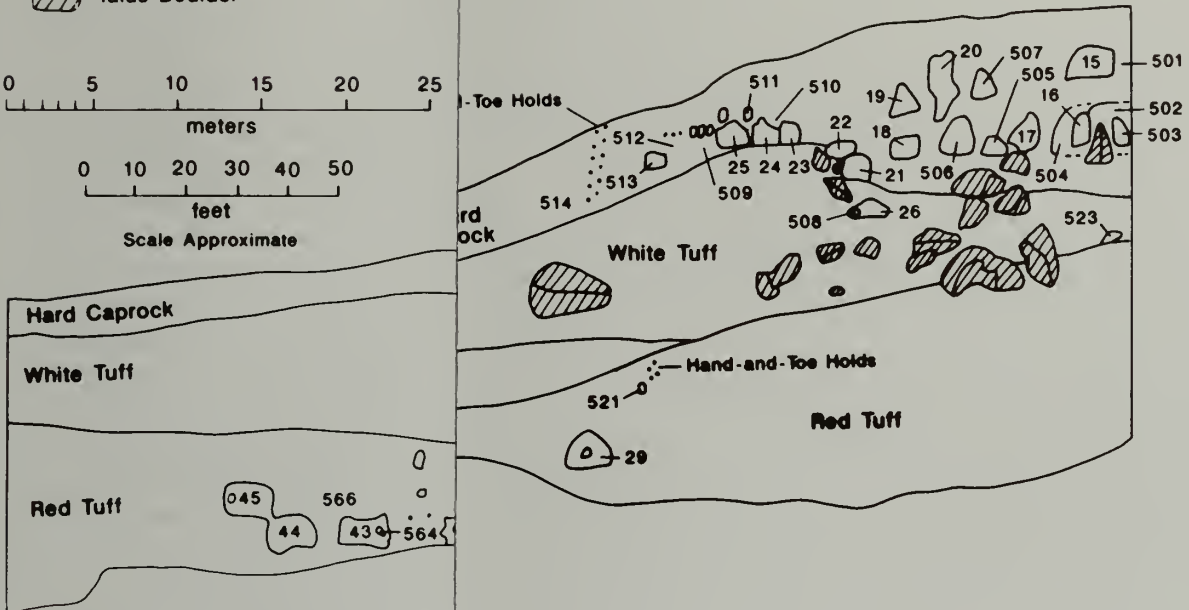 Talus Boulder
0 5 10 15 20 25
meters
0 10 20 30 40 50
feet
Scale Approximate
Hard Caprock
White Tuff
Red Tuff
45 566
44 43 564
-Toe Holds
511 510
512
513
514
25 24 23
509
22
21
19
20
507
505
15
501
16
502
18
17
503
506
504
508
26
523
rd
ock
White Tuff
Hand-and-Toe Holds
521
29
Red Tuff